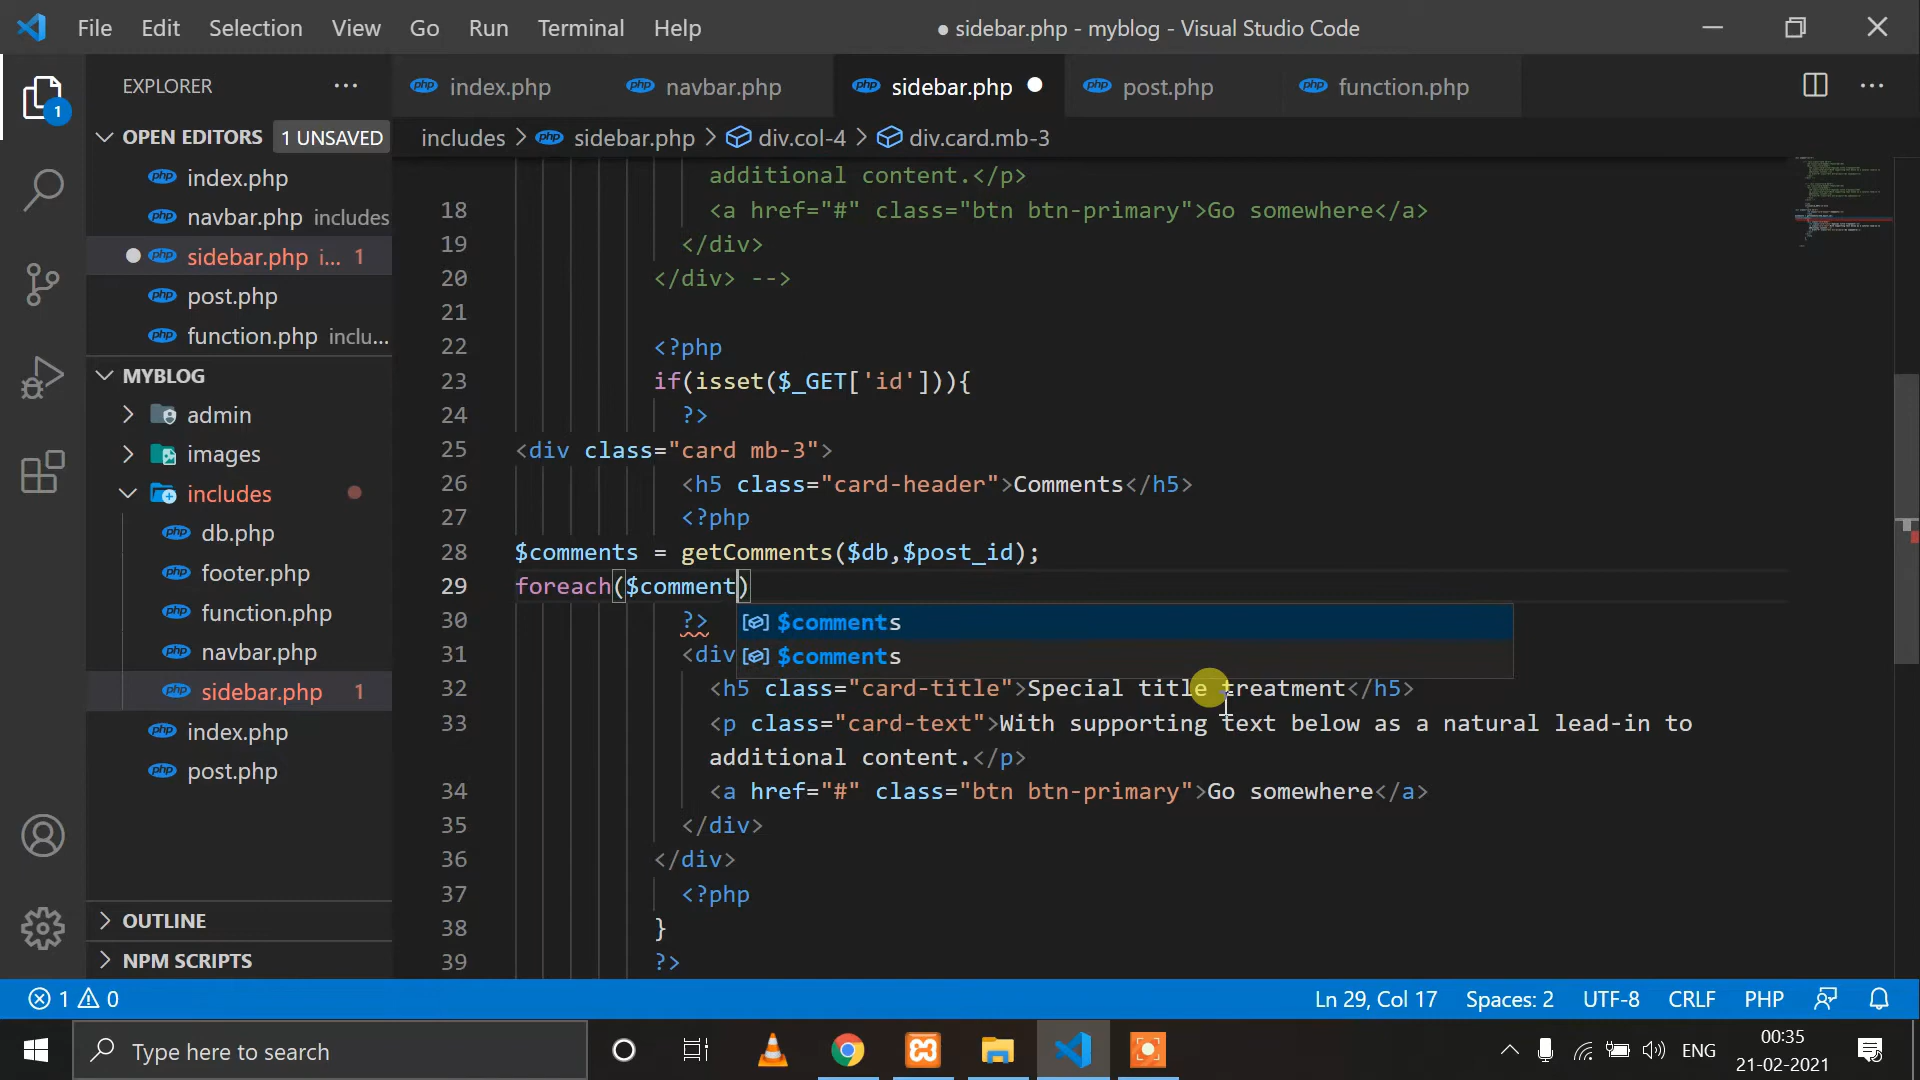 File Edit Selection View Go Run Terminal Help
● sidebar.php - myblog - Visual Studio Code
1
EXPLORER
OPEN EDITORS 1 UNSAVED
index.php
navbar.php includes
sidebar.php i... 1
post.php
function.php inclu...
MYBLOG
admin
images
includes
db.php
footer.php
function.php
navbar.php
sidebar.php 1
index.php
post.php
OUTLINE
NPM SCRIPTS
index.php navbar.php sidebar.php post.php function.php
includes > sidebar.php > div.col-4 > div.card.mb-3
additional content.</p>
18 <a href="#" class="btn btn-primary">Go somewhere</a>
19 </div>
20 </div> -->
21
22 <?php
23 if(isset($_GET['id'])){
24 ?>
25 <div class="card mb-3">
26 <h5 class="card-header">Comments</h5>
27 <?php
28 $comments = getComments($db,$post_id);
29 foreach($comment)
$comments
$comments
30 ?>
31 <div
32 <h5 class="card-title">Special title treatment</h5>
33 <p class="card-text">With supporting text below as a natural lead-in to
additional content.</p>
34 <a href="#" class="btn btn-primary">Go somewhere</a>
35 </div>
36 </div>
37 <?php
38 }
39 ?>
1 0
Ln 29, Col 17 Spaces: 2 UTF-8 CRLF PHP
Type here to search
ENG
00:35
21-02-2021